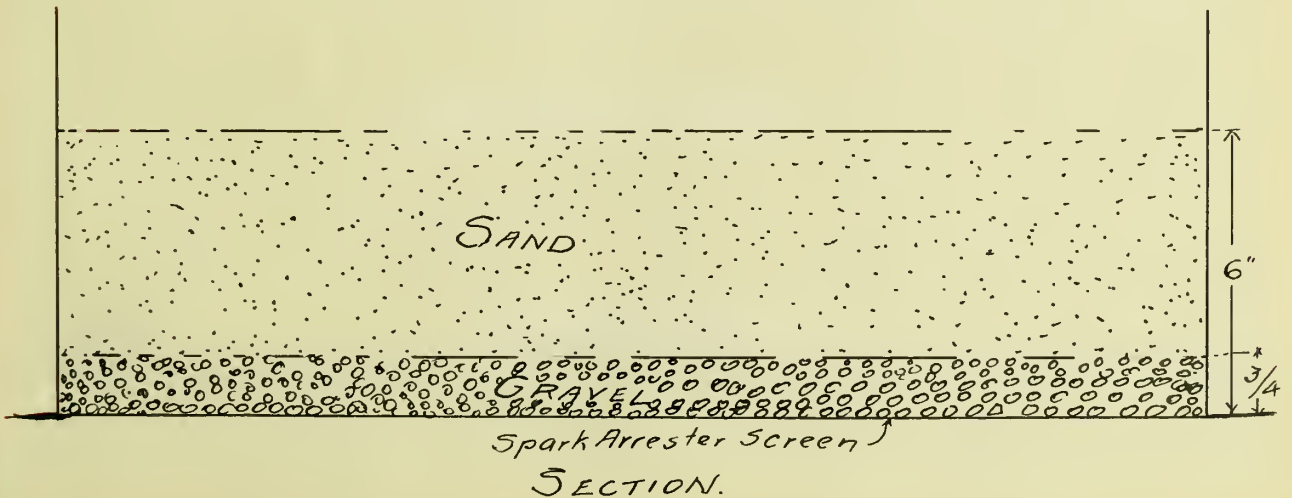 SAND
6"
GRAVEL
3/4
Spark Arrester Screen
SECTION.